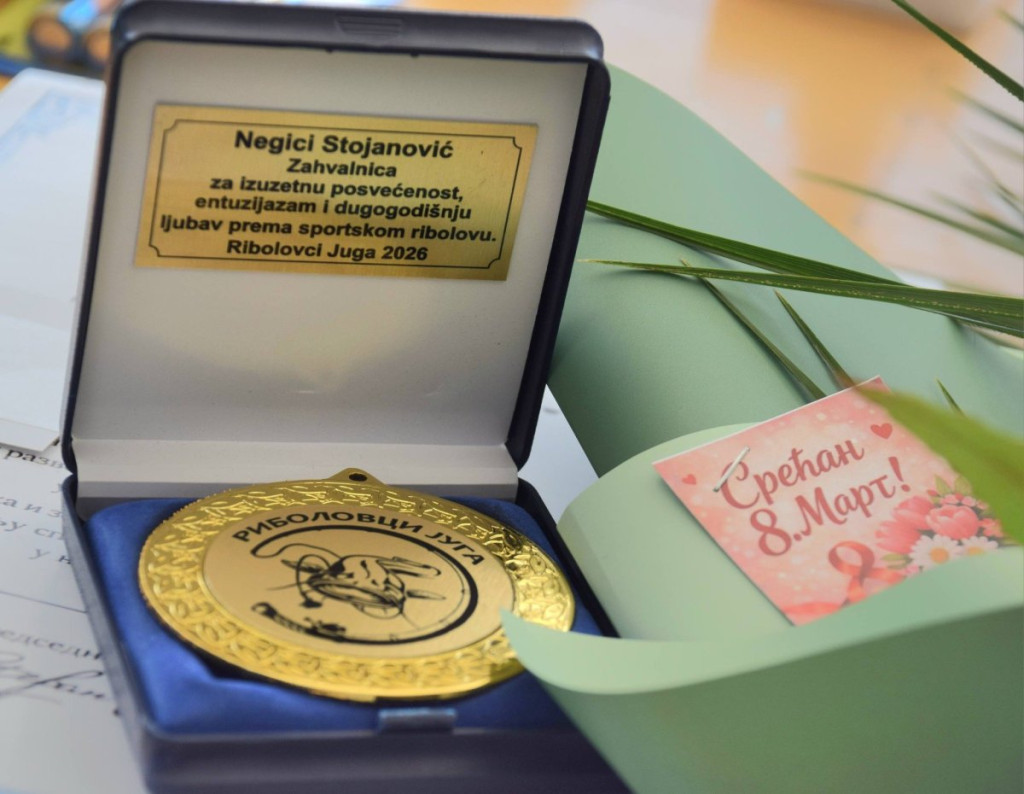 Negici Stojanović
Zahvalnica
za izuzetnu posvećenost,
entuzijazam i dugogodišnju
ljubav prema sportskom ribolovu.
Ribolovci Juga 2026
РИБОЛОВЦИ ЈУГА
Срећан
8.Март!